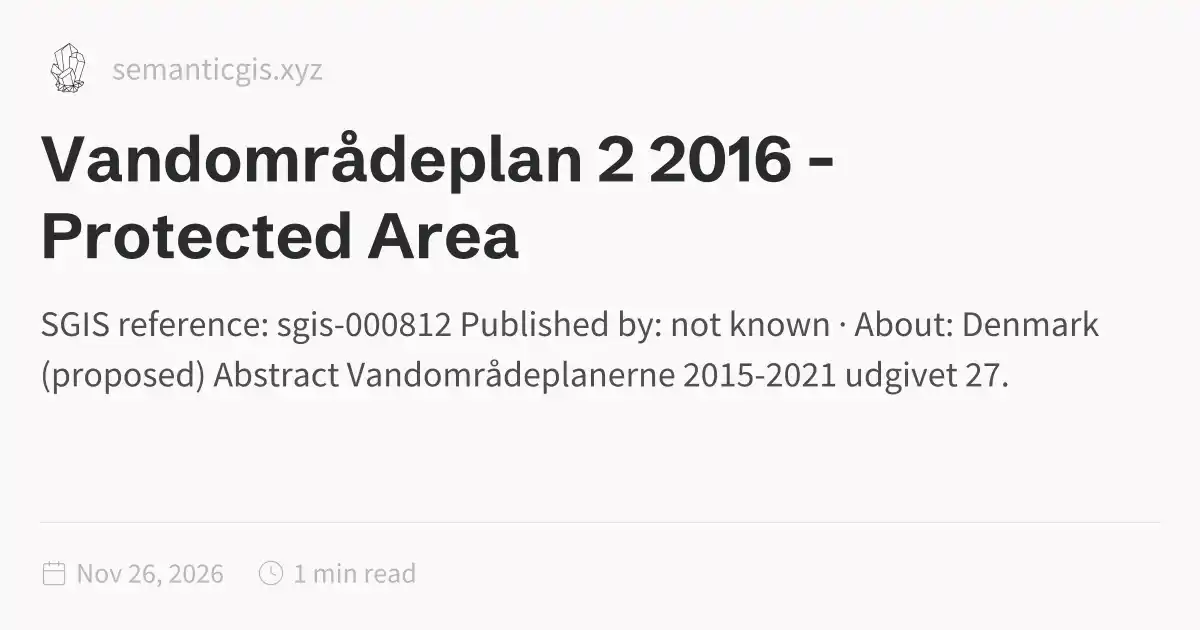 semanticgis.xyz
Vandområdeplan 2 2016 -
Protected Area
SGIS reference: sgis-000812 Published by: not known · About: Denmark
(proposed) Abstract Vandområdeplanerne 2015-2021 udgivet 27.
Nov 26, 2026 1 min read